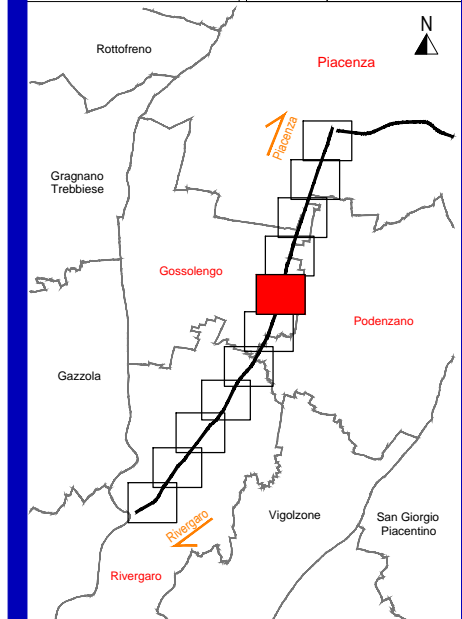 N
Rottofreno
Piacenza
Piacenza
Gragnano
Trebbiese
Gossolengo
Podenzano
Gazzola
Vigolzone
San Giorgio
Piacentino
Rivergaro
Rivergaro